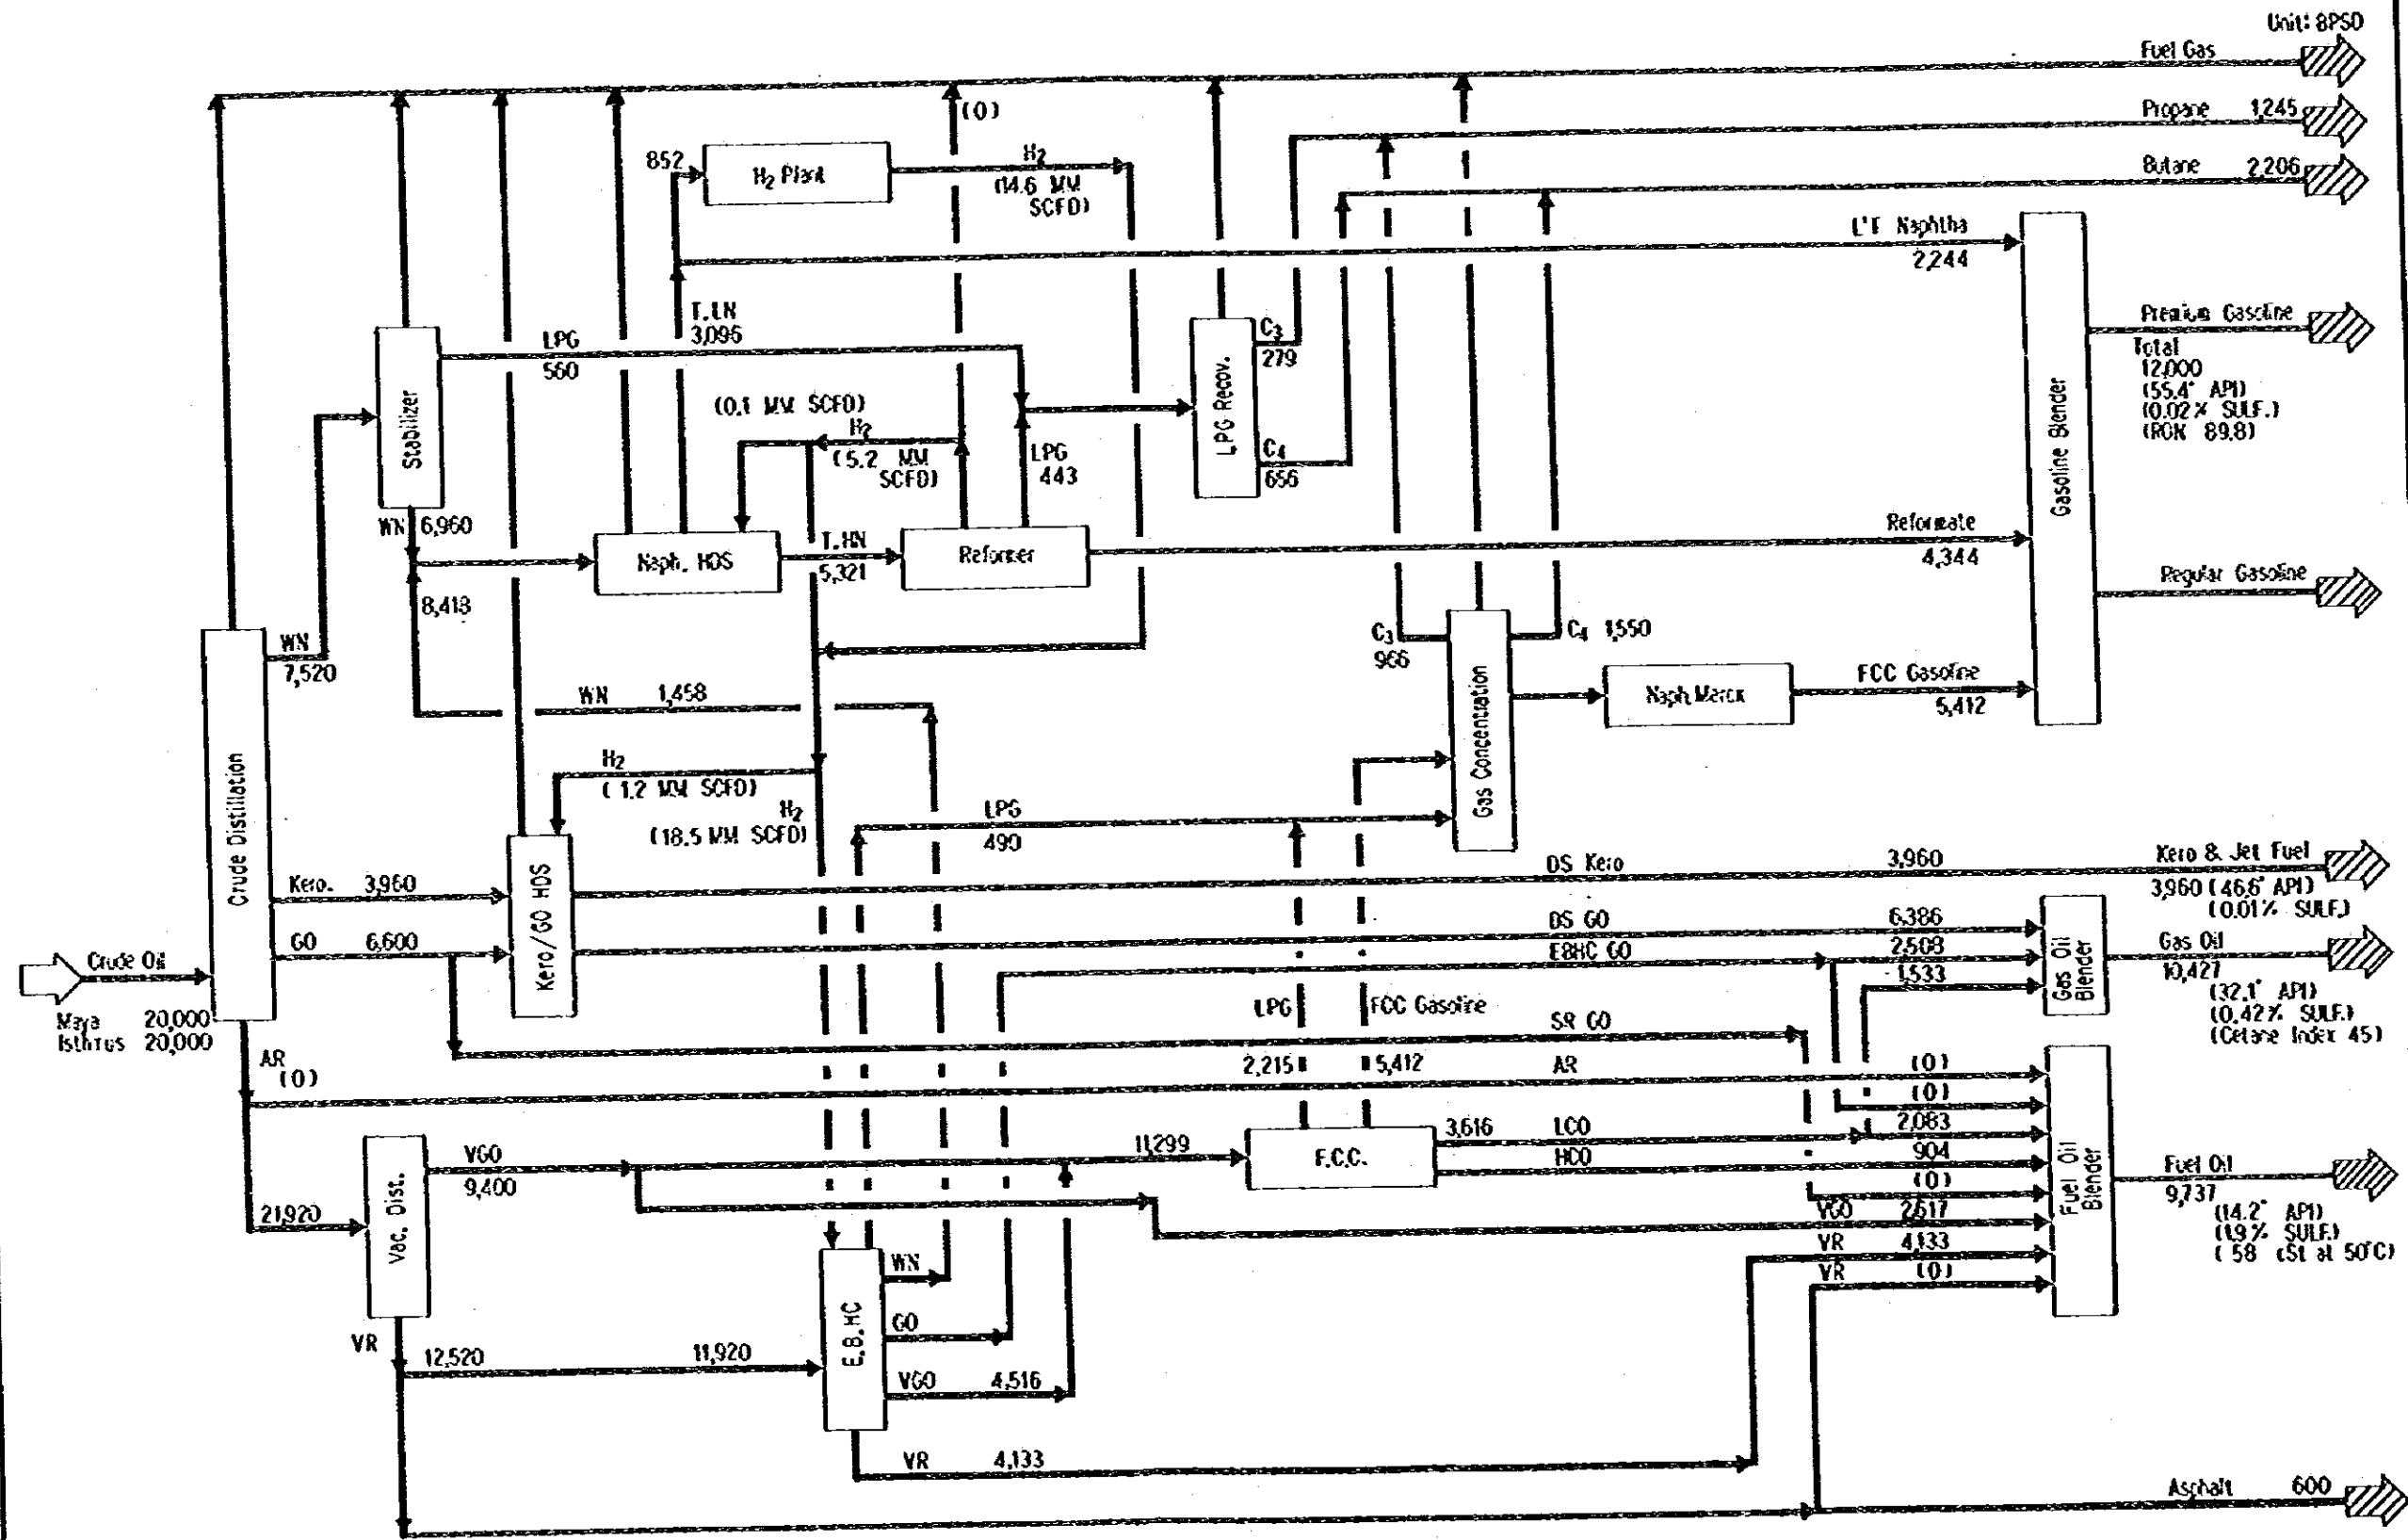 Unit: BPSD
Fuel Gas
(0)
Propane 1,245
852
H2 Plant
H2
(14.6 MM
SCFD)
Butane 2,206
L'T Naphtha
2,244
T.LN
3,096
LPG
560
C3
279
Premium Gasoline
Total
12,000
(55.4° API)
(0.02% SULF.)
(RON 89.8)
Stabilizer
(0.1 MM SCFD)
H2
(5.2 MM
SCFD)
LPG
443
LPG Recov.
C4
656
Gasoline Blender
WN 6,960
Naph. HDS
T.HN
5,321
Reformer
Reformate
4,344
Regular Gasoline
8,418
WN
7,520
C3
966
C4 1,550
WN 1,458
Gas Concentration
Naph. Merox
FCC Gasoline
5,412
Crude Distillation
H2
(1.2 MM SCFD)
H2
(18.5 MM SCFD)
LPG
490
Kero. 3,960
Kero/GO HDS
DS Kero
3,960
Kero & Jet Fuel
3,960 (46.6° API)
(0.01% SULF.)
GO 6,600
DS GO
6,386
EBHC GO
2,508
1,533
Gas Oil
Blender
Gas Oil
10,427
(32.1° API)
(0.42% SULF.)
(Cetane Index 45)
Crude Oil
Maya 20,000
Isthmus 20,000
LPG
FCC Gasoline
SR GO
AR
(0)
2,215
5,412
AR
(0)
(0)
Vac. Dist.
VGO
9,400
11,299
F.C.C.
3,616
LCO
2,083
HCO
904
(0)
VGO 2,617
VR 4,133
VR (0)
Fuel Oil
Blender
Fuel Oil
9,737
(14.2° API)
(1.9% SULF.)
(58 cSt at 50°C)
21,920
E.B.HC
WN
GO
VR
12,520
11,920
VGO 4,516
VR 4,133
Asphalt 600